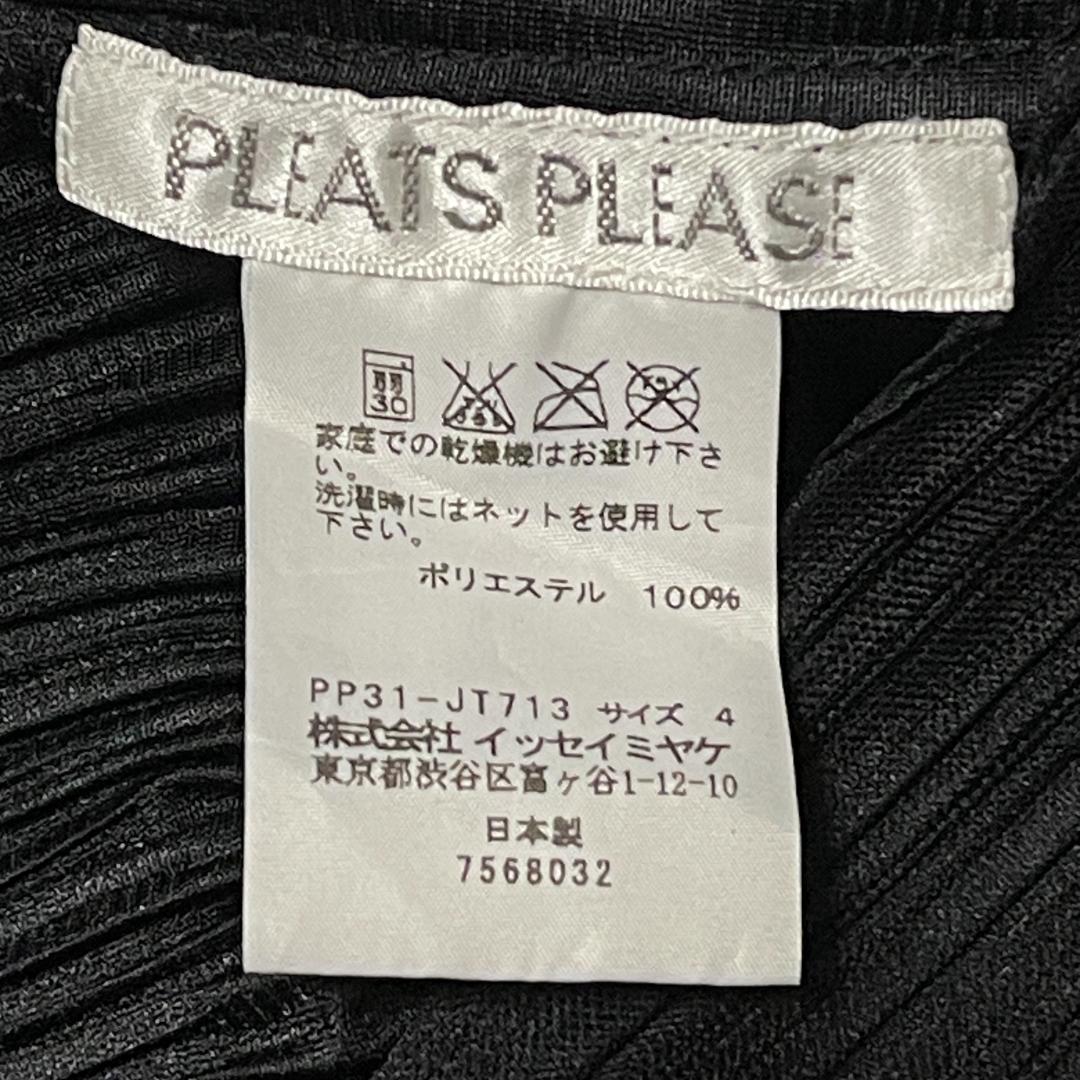 PLEATS PLEASE
弱
30
家庭での乾燥機はお避け下さ
い。
洗濯時にはネットを使用して
下さい。
ポリエステル 100%
PP31-JT713 サイズ 4
株式会社 イッセイミヤケ
東京都渋谷区富ヶ谷1-12-10
日本製
7568032